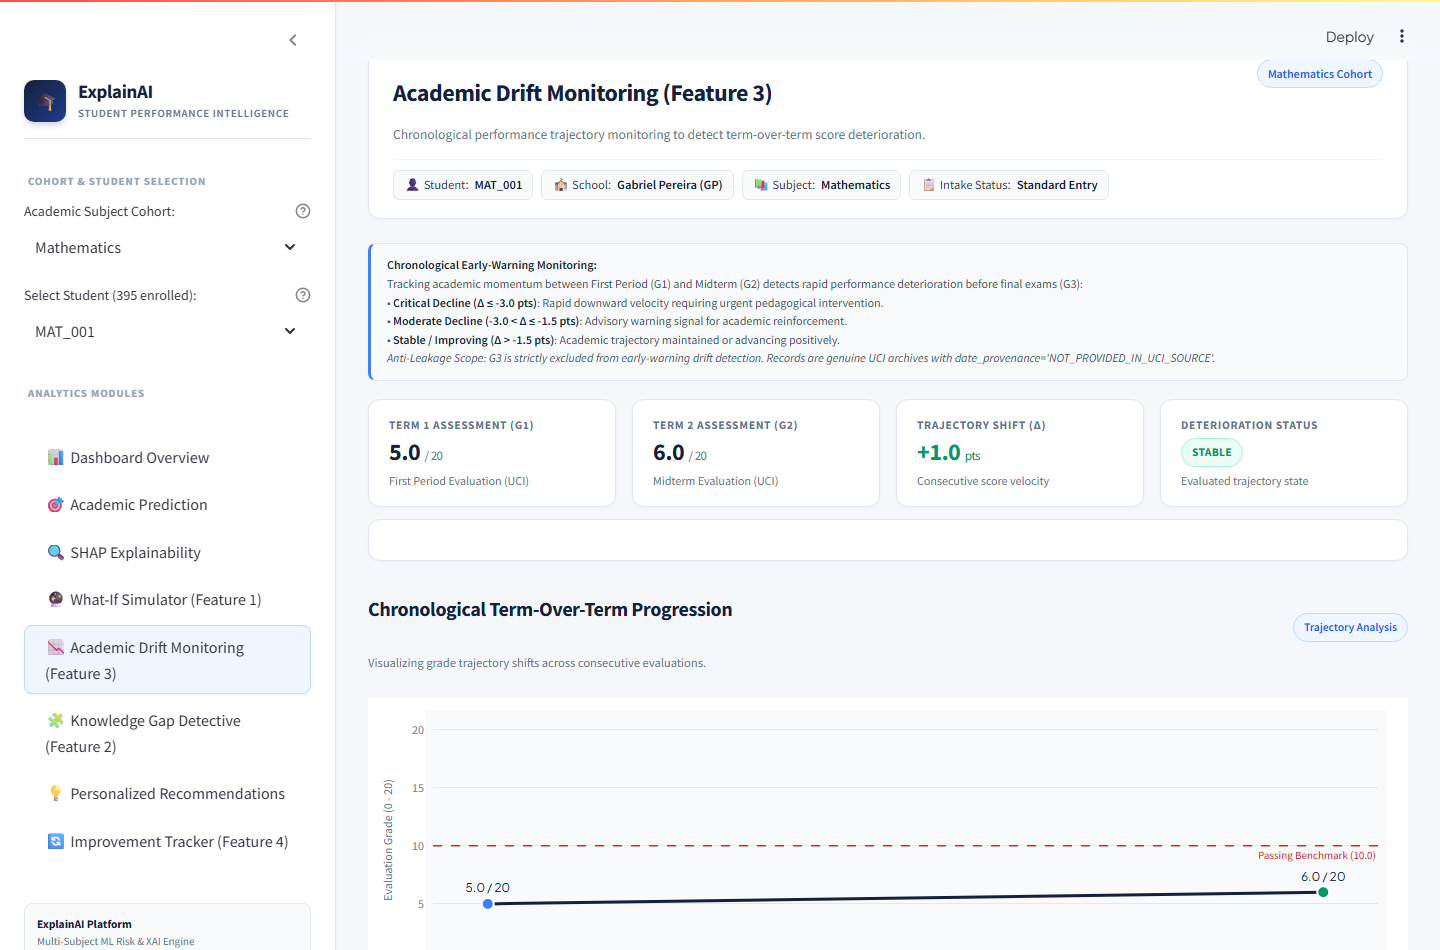 Deploy
ExplainAI
STUDENT PERFORMANCE INTELLIGENCE
COHORT & STUDENT SELECTION
Academic Subject Cohort:
Mathematics
Select Student (395 enrolled):
MAT_001
ANALYTICS MODULES
Dashboard Overview
Academic Prediction
SHAP Explainability
What-If Simulator (Feature 1)
Academic Drift Monitoring
(Feature 3)
Knowledge Gap Detective
(Feature 2)
Personalized Recommendations
Improvement Tracker (Feature 4)
ExplainAI Platform
Multi-Subject ML Risk & XAI Engine
Mathematics Cohort
Academic Drift Monitoring (Feature 3)
Chronological performance trajectory monitoring to detect term-over-term score deterioration.
Student: MAT_001
School: Gabriel Pereira (GP)
Subject: Mathematics
Intake Status: Standard Entry
Chronological Early-Warning Monitoring:
Tracking academic momentum between First Period (G1) and Midterm (G2) detects rapid performance deterioration before final exams (G3):
• Critical Decline (Δ ≤ -3.0 pts): Rapid downward velocity requiring urgent pedagogical intervention.
• Moderate Decline (-3.0 < Δ ≤ -1.5 pts): Advisory warning signal for academic reinforcement.
• Stable / Improving (Δ > -1.5 pts): Academic trajectory maintained or advancing positively.
Anti-Leakage Scope: G3 is strictly excluded from early-warning drift detection. Records are genuine UCI archives with date_provenance='NOT_PROVIDED_IN_UCI_SOURCE'.
TERM 1 ASSESSMENT (G1)
5.0 / 20
First Period Evaluation (UCI)
TERM 2 ASSESSMENT (G2)
6.0 / 20
Midterm Evaluation (UCI)
TRAJECTORY SHIFT (Δ)
+1.0 pts
Consecutive score velocity
DETERIORATION STATUS
STABLE
Evaluated trajectory state
Chronological Term-Over-Term Progression
Trajectory Analysis
Visualizing grade trajectory shifts across consecutive evaluations.
Evaluation Grade (0 - 20)
20
15
10
5
Passing Benchmark (10.0)
5.0 / 20
6.0 / 20